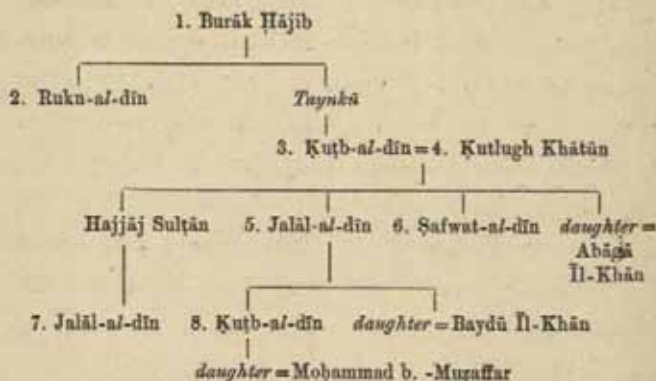 1. Burāk Ḥājib
2. Rukn-al-dīn Taynkū
3. Ḳuṭb-al-dīn = 4. Ḳutlugh Khātūn
Hajjāj Sulṭān 5. Jalāl-al-dīn 6. Ṣafwat-al-dīn daughter =
Abāgā
Īl-Khān
7. Jalāl-al-dīn 8. Ḳuṭb-al-dīn daughter = Baydū Īl-Khān
daughter = Moḥammad b. -Muẓaffar